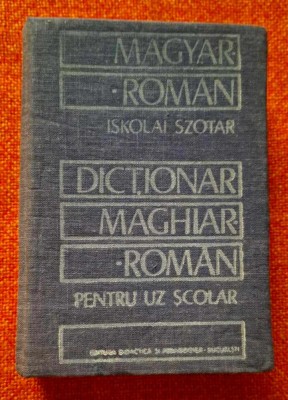 MAGYAR
·ROMÁN
ISKOLAI SZÓTÁR
DICȚIONAR
MAGHIAR
·ROMÂN
PENTRU UZ ȘCOLAR
EDITURA DIDACTICĂ ȘI PEDAGOGICĂ - BUCUREȘTI